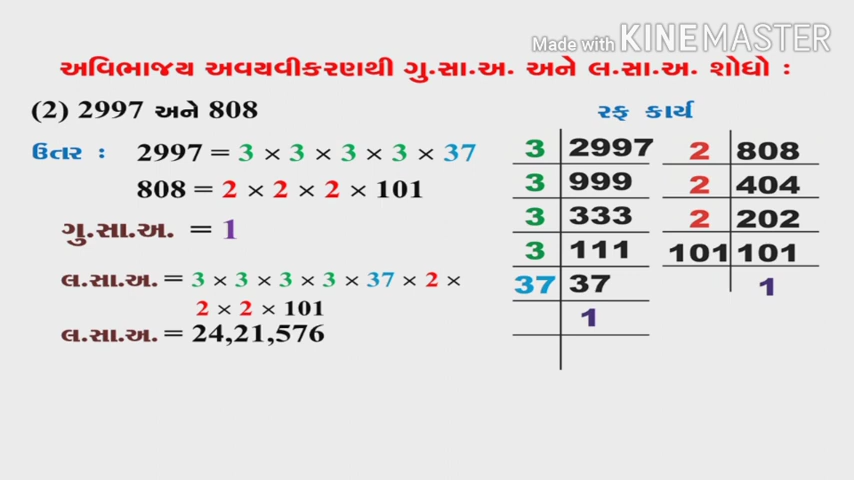 Made with KINEMASTER
અવિભાજય અવયવીકરણથી ગુ.સા.અ. અને લ.સા.અ. શોધો :
(2) 2997 અને 808
ઉતર : 2997 = 3 × 3 × 3 × 3 × 37
808 = 2 × 2 × 2 × 101
ગુ.સા.અ. = 1
લ.સા.અ. = 3 × 3 × 3 × 3 × 37 × 2 ×
2 × 2 × 101
લ.સા.અ. = 24,21,576
રફ કાર્ય
3 2997 2 808
3 999 2 404
3 333 2 202
3 111 101 101
37 37 1
1